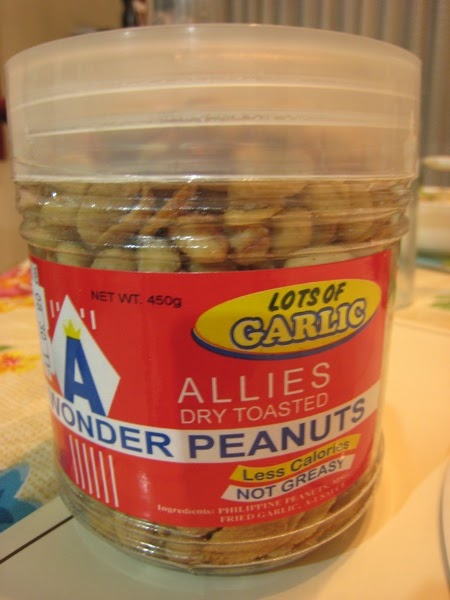 NET WT. 450g
LOTS OF
GARLIC
A
ALLIES
DRY TOASTED
WONDER PEANUTS
Less Calories
NOT GREASY
Ingredients: PHILIPPINE PEANUTS,
FRIED GARLIC,